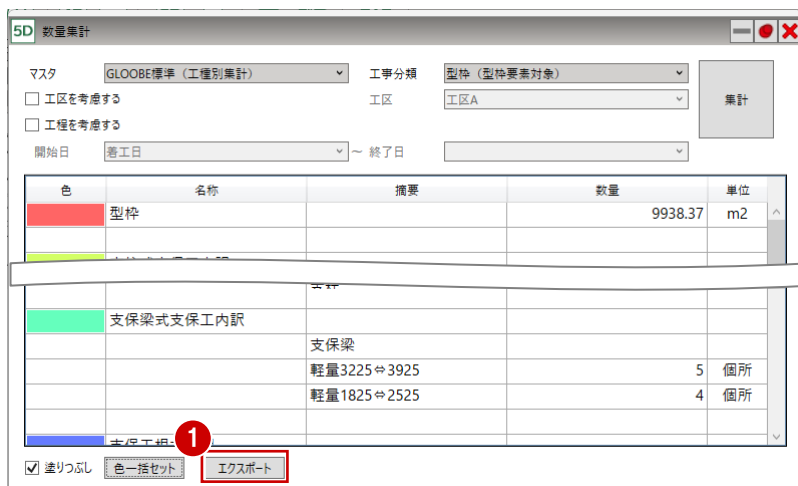 5D 数量集計
マスタ GLOOBE標準（工種別集計） 工事分類 型枠（型枠要素対象）
工区を考慮する 工区 工区A 集計
工程を考慮する
開始日 着工日 ～ 終了日
色 名称 摘要 数量 単位
型枠 9938.37 m2
支保梁式支保工内訳
支保梁
軽量3225⇔3925 5 個所
軽量1825⇔2525 4 個所
1
塗りつぶし 色一括セット エクスポート